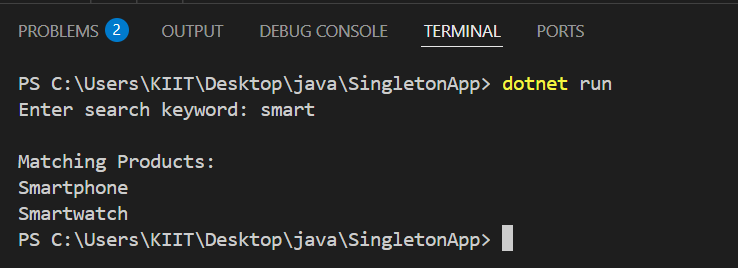 PROBLEMS 2 OUTPUT DEBUG CONSOLE TERMINAL PORTS
PS C:\Users\KIIT\Desktop\java\SingletonApp> dotnet run
Enter search keyword: smart
Matching Products:
Smartphone
Smartwatch
PS C:\Users\KIIT\Desktop\java\SingletonApp>